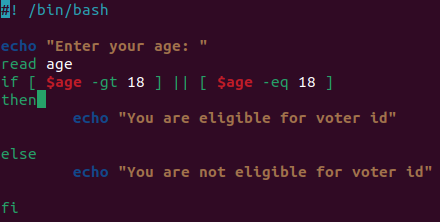 #! /bin/bash

echo "Enter your age: "
read age
if [ $age -gt 18 ] || [ $age -eq 18 ]
then
        echo "You are eligible for voter id"

else
        echo "You are not eligible for voter id"

fi